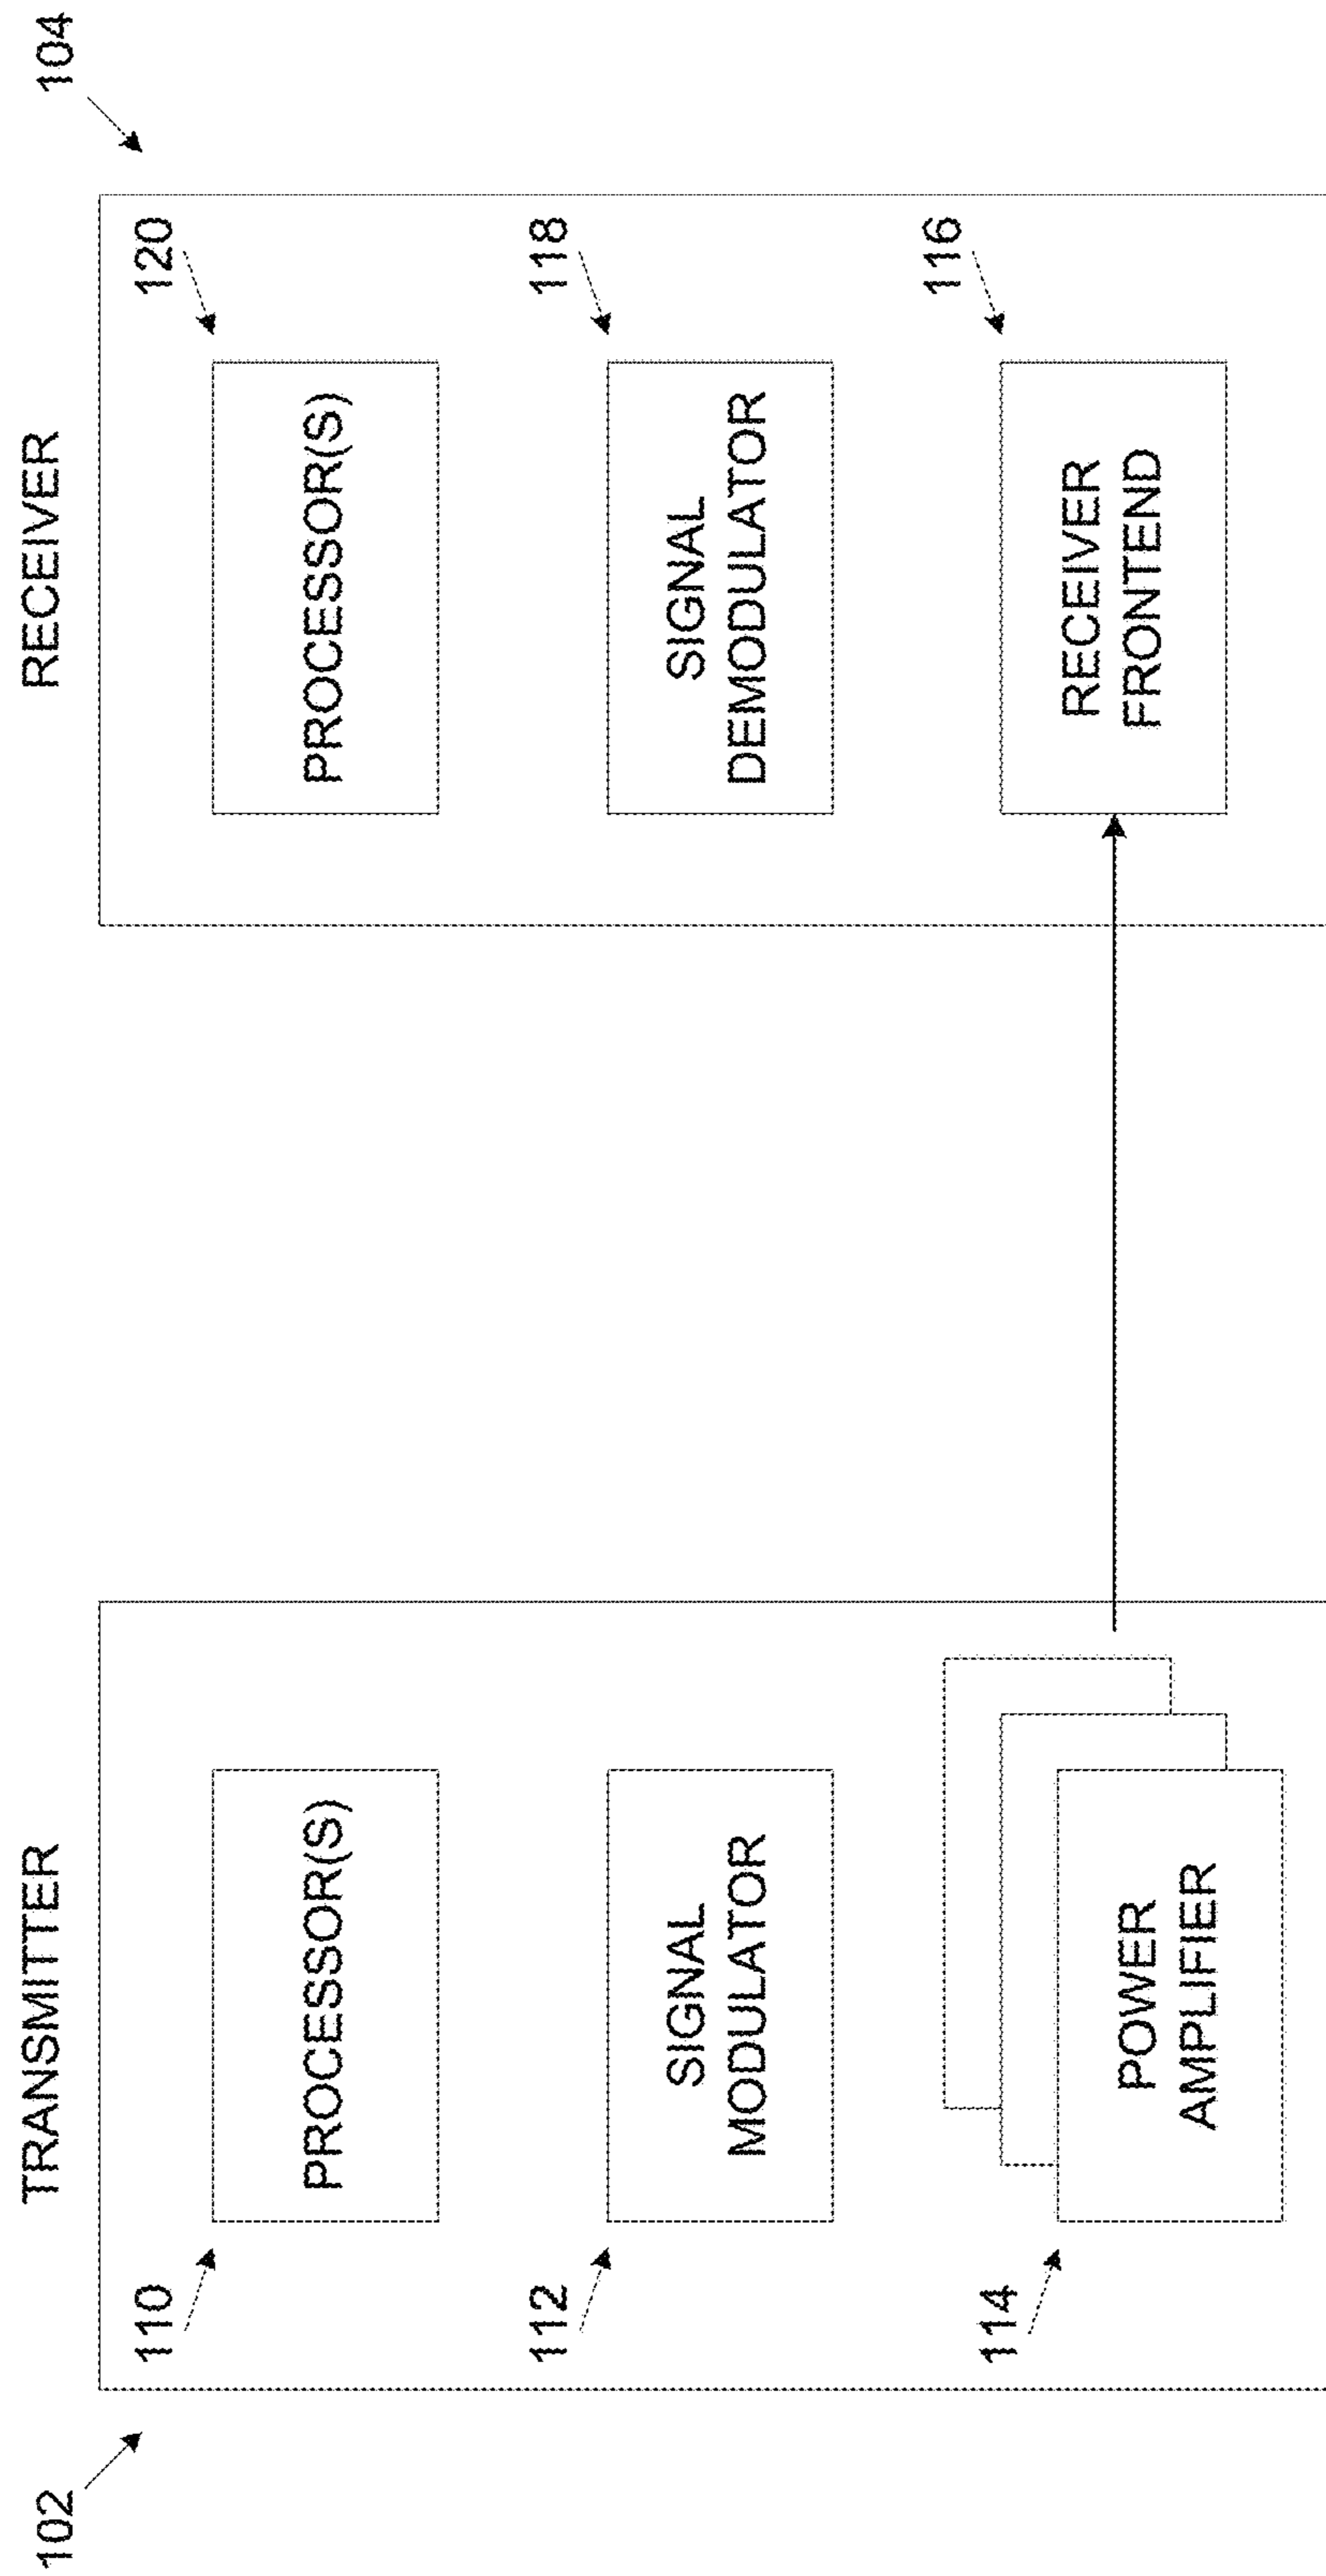 102
TRANSMITTER
110
PROCESSOR(S)
112
SIGNAL
MODULATOR
114
POWER
AMPLIFIER
RECEIVER
104
120
PROCESSOR(S)
118
SIGNAL
DEMODULATOR
116
RECEIVER
FRONTEND